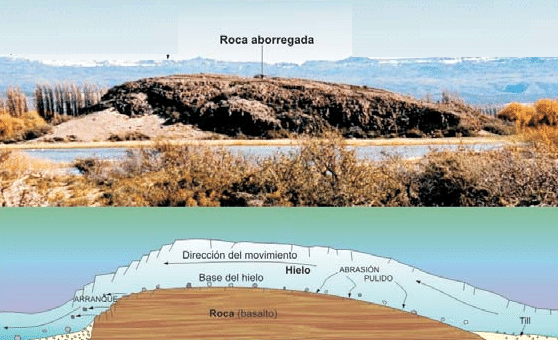 Roca aborregada
Dirección del movimiento
Hielo
ABRASIÓN
PULIDO
Base del hielo
ARRANQUE
Roca (basalto)
Till